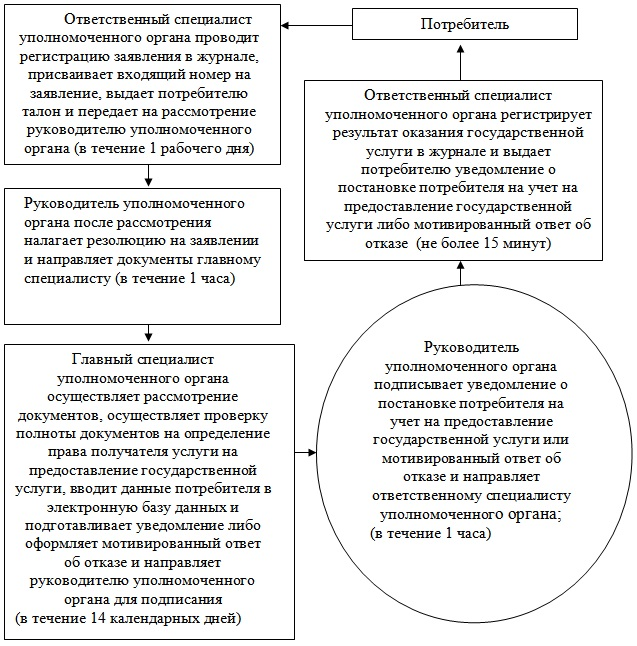 Потребитель
Ответственный специалист
уполномоченного органа проводит
регистрацию заявления в журнале,
присваивает входящий номер на
заявление, выдает потребителю
талон и передает на рассмотрение
руководителю уполномоченного
органа (в течение 1 рабочего дня)
Руководитель уполномоченного
органа после рассмотрения
налагает резолюцию на заявлении
и направляет документы главному
специалисту (в течение 1 часа)
Главный специалист
уполномоченного органа
осуществляет рассмотрение
документов, осуществляет проверку
полноты документов на определение
права получателя услуги на
предоставление государственной
услуги, вводит данные потребителя в
электронную базу данных и
подготавливает уведомление либо
оформляет мотивированный ответ
об отказе и направляет
руководителю уполномоченного
органа для подписания
(в течение 14 календарных дней)
Руководитель
уполномоченного органа
подписывает уведомление о
постановке потребителя на
учет на предоставление
государственной услуги или
мотивированный ответ об
отказе и направляет
ответственному специалисту
уполномоченного органа;
(в течение 1 часа)
Ответственный специалист
уполномоченного органа регистрирует
результат оказания государственной
услуги в журнале и выдает
потребителю уведомление о
постановке потребителя на учет на
предоставление государственной
услуги либо мотивированный ответ об
отказе (не более 15 минут)